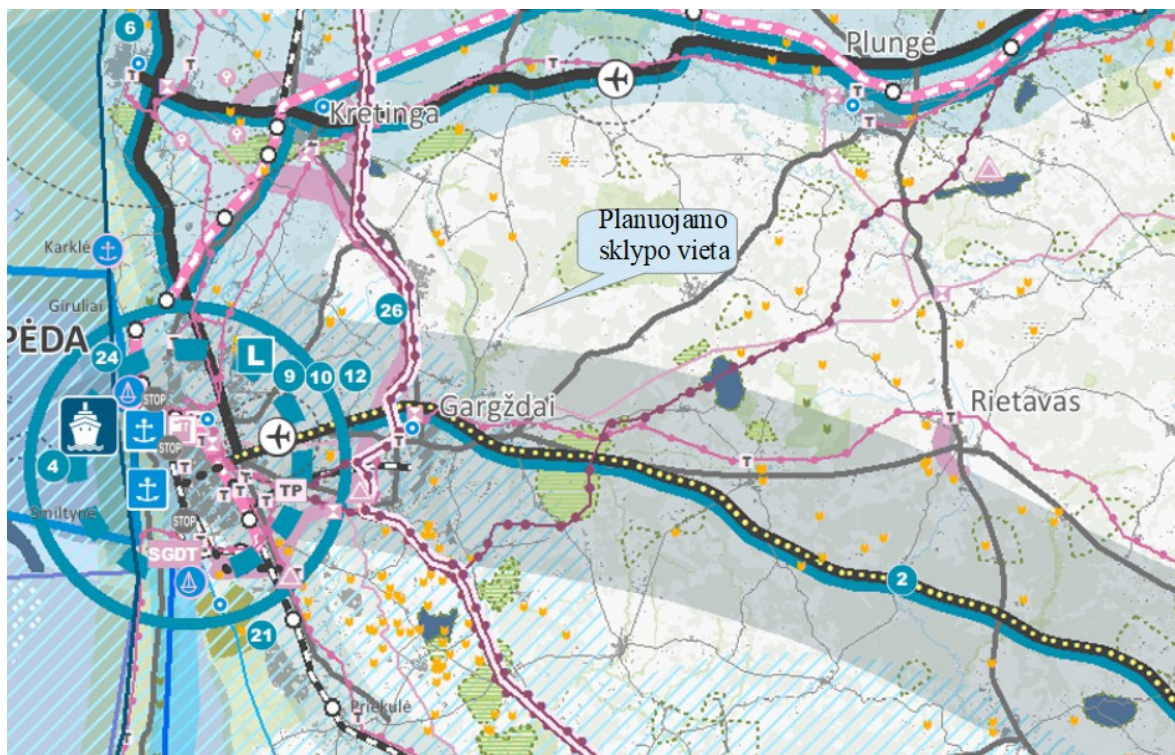 6
Plungė
Kretinga
Planuojamo
sklypo vieta
Karklė
Giruliai
26
PĖDA
24
L
9
10
12
STOP
Gargždai
Rietavas
STOP
4
TP
Smiltynė
STOP
SGDT
2
21
Priekulė
T